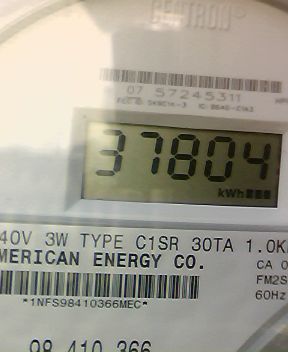 CENTRON
07 57245311
37804
kWh
40V 3W TYPE C1SR 30TA 1.0K
MERICAN ENERGY CO.
CA 0
FM2S
60Hz
*1NFS98410366MEC*
98 410 366